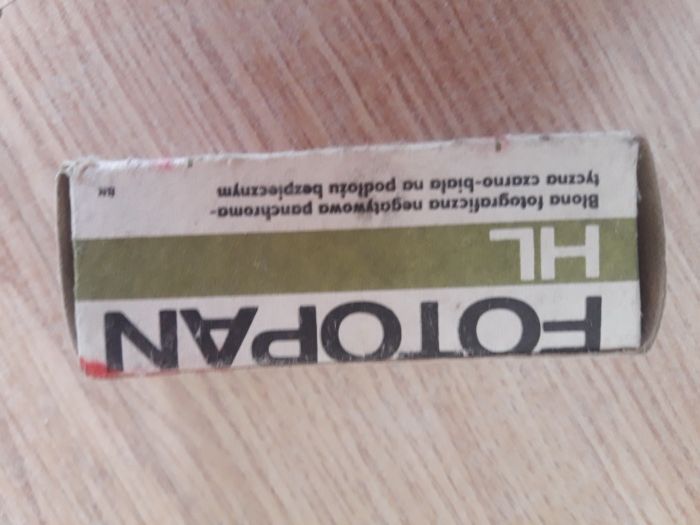 FOTOPAN
HL
Błona fotograficzna negatywowa panchroma-
tyczna czarno-biała na podłożu bezpiecznym